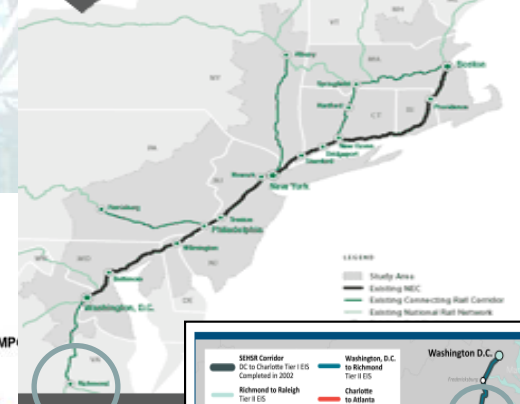 VT
NH
Albany
Boston
MA
Springfield
NY
Hartford
Providence
CT
RI
New Haven
Bridgeport
Stamford
PA
Newark
New York
NJ
Harrisburg
Trenton
Philadelphia
Wilmington
MD
Baltimore
DE
Washington, D.C.
VA
Richmond
LEGEND
Study Area
Existing NEC
Existing Connecting Rail Corridor
Existing National Rail Network
MP
SEHSR Corridor
DC to Charlotte Tier I EIS
Completed in 2002
Washington, D.C.
to Richmond
Tier II EIS
Richmond to Raleigh
Tier II EIS
Charlotte
to Atlanta
Washington D.C.
Fredericksburg